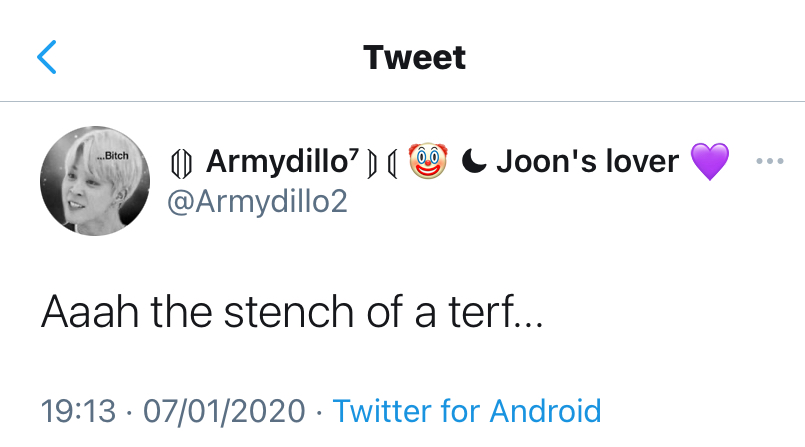 Tweet
...Bitch
Armydillo⁷ 🤡 ☾ Joon's lover 💜
@Armydillo2
Aaah the stench of a terf...
19:13 · 07/01/2020 · Twitter for Android